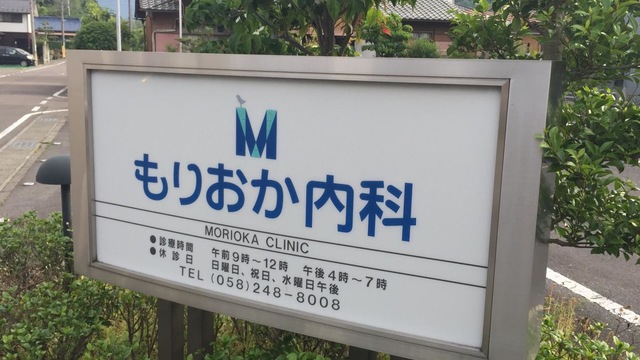 M
もりおか内科
MORIOKA CLINIC
●診療時間 午前9時〜12時 午後4時〜7時
●休診日 日曜日、祝日、水曜日午後
TEL (058)248-8008